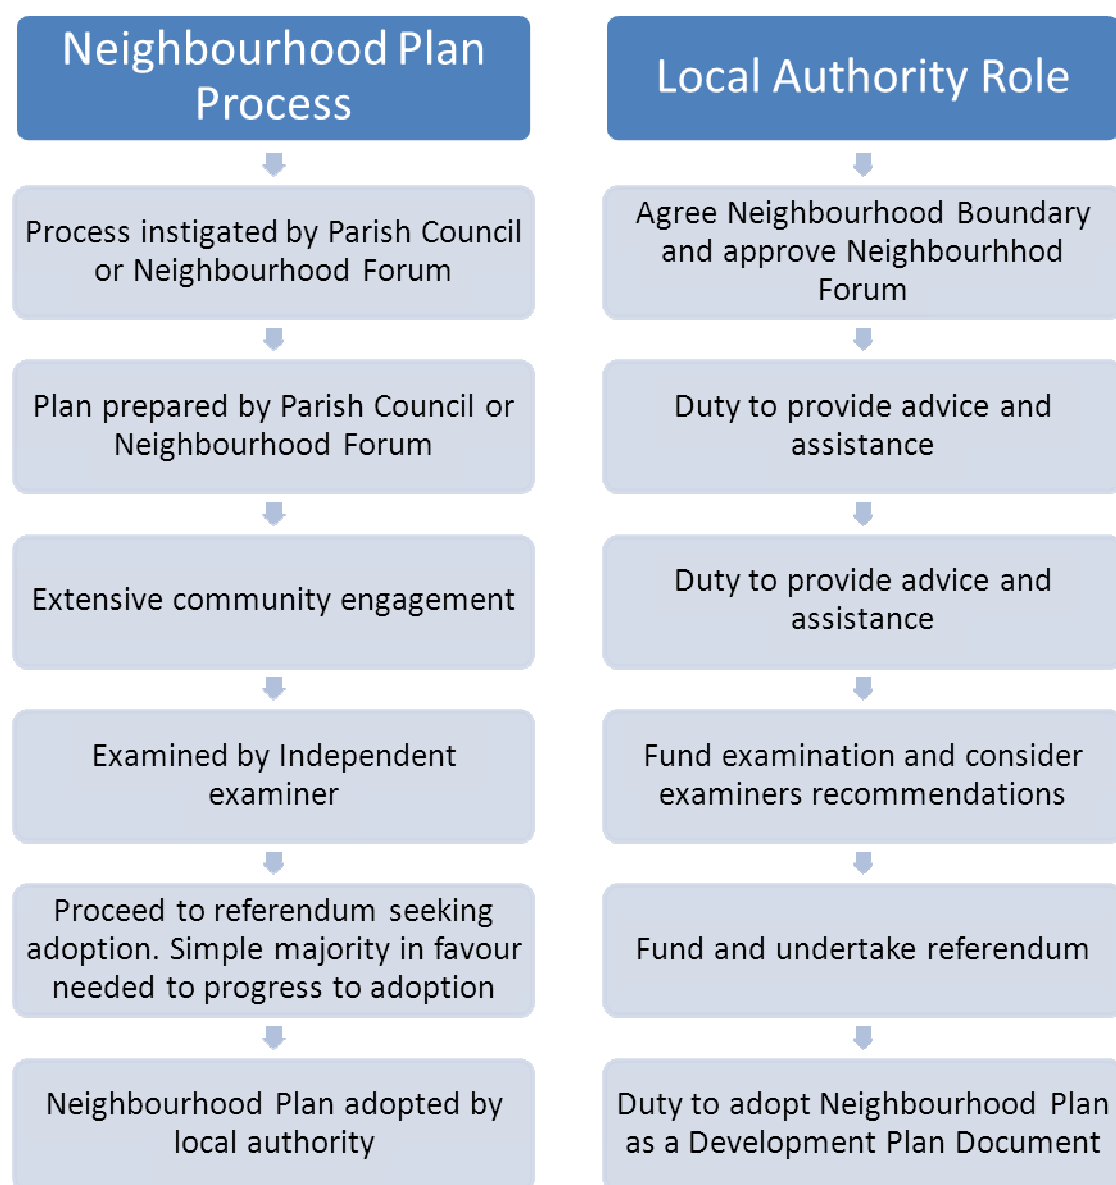 Neighbourhood Plan
Process
Process instigated by Parish Council
or Neighbourhood Forum
Plan prepared by Parish Council or
Neighbourhood Forum
Extensive community engagement
Examined by Independent
examiner
Proceed to referendum seeking
adoption. Simple majority in favour
needed to progress to adoption
Neighbourhood Plan adopted by
local authority
Local Authority Role
Agree Neighbourhood Boundary
and approve Neighbourhhod
Forum
Duty to provide advice and
assistance
Duty to provide advice and
assistance
Fund examination and consider
examiners recommendations
Fund and undertake referendum
Duty to adopt Neighbourhood Plan
as a Development Plan Document